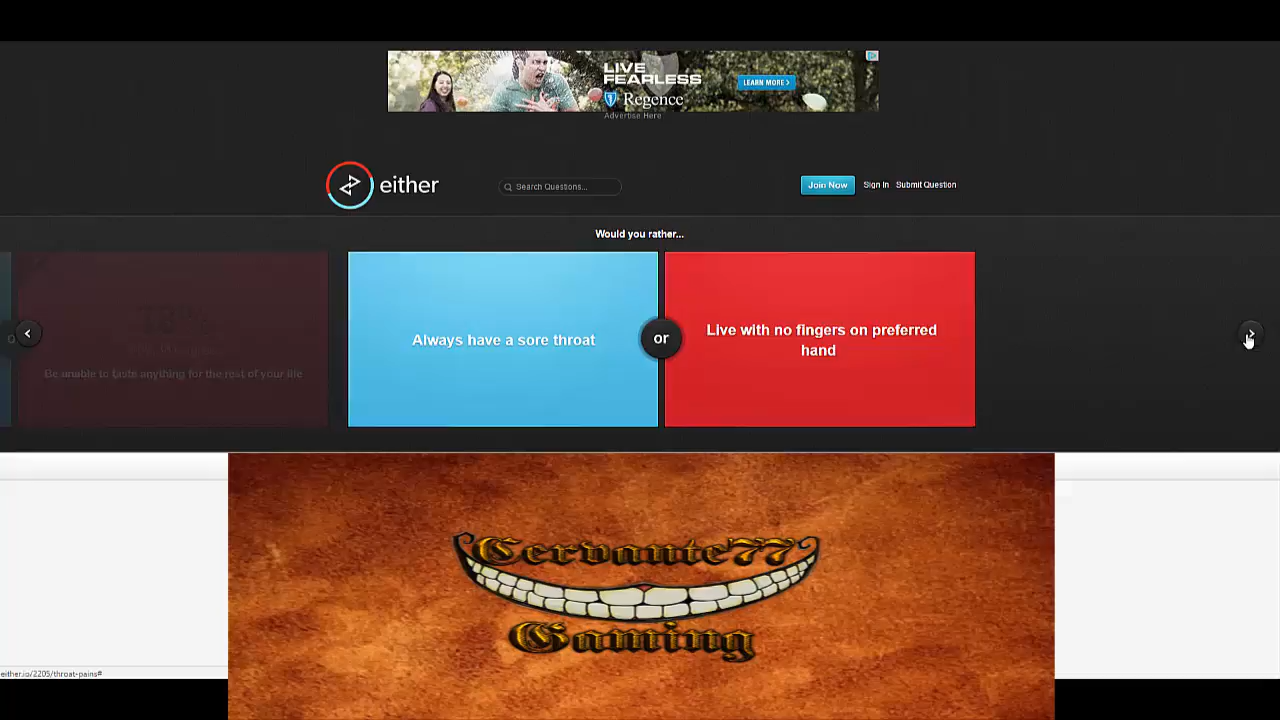 LIVE
FEARLESS
Regence
LEARN MORE >
Advertise Here
either
Search Questions...
Join Now
Sign In
Submit Question
Would you rather...
73%
Be unable to taste anything for the rest of your life
Always have a sore throat
or
Live with no fingers on preferred
hand
Cervante77
Gaming
either.io/2205/throat-pains#